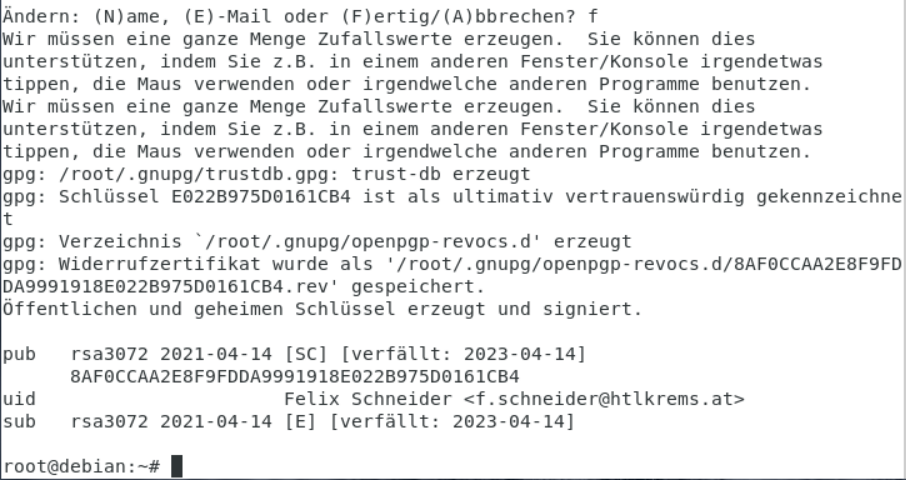 Ändern: (N)ame, (E)-Mail oder (F)ertig/(A)bbrechen? f
Wir müssen eine ganze Menge Zufallswerte erzeugen.  Sie können dies
unterstützen, indem Sie z.B. in einem anderen Fenster/Konsole irgendetwas
tippen, die Maus verwenden oder irgendwelche anderen Programme benutzen.
Wir müssen eine ganze Menge Zufallswerte erzeugen.  Sie können dies
unterstützen, indem Sie z.B. in einem anderen Fenster/Konsole irgendetwas
tippen, die Maus verwenden oder irgendwelche anderen Programme benutzen.
gpg: /root/.gnupg/trustdb.gpg: trust-db erzeugt
gpg: Schlüssel E022B975D0161CB4 ist als ultimativ vertrauenswürdig gekennzeichne
t
gpg: Verzeichnis `/root/.gnupg/openpgp-revocs.d' erzeugt
gpg: Widerrufzertifikat wurde als '/root/.gnupg/openpgp-revocs.d/8AF0CCAA2E8F9FD
DA9991918E022B975D0161CB4.rev' gespeichert.
Öffentlichen und geheimen Schlüssel erzeugt und signiert.

pub   rsa3072 2021-04-14 [SC] [verfällt: 2023-04-14]
      8AF0CCAA2E8F9FDDA9991918E022B975D0161CB4
uid                      Felix Schneider <f.schneider@htlkrems.at>
sub   rsa3072 2021-04-14 [E] [verfällt: 2023-04-14]

root@debian:~#